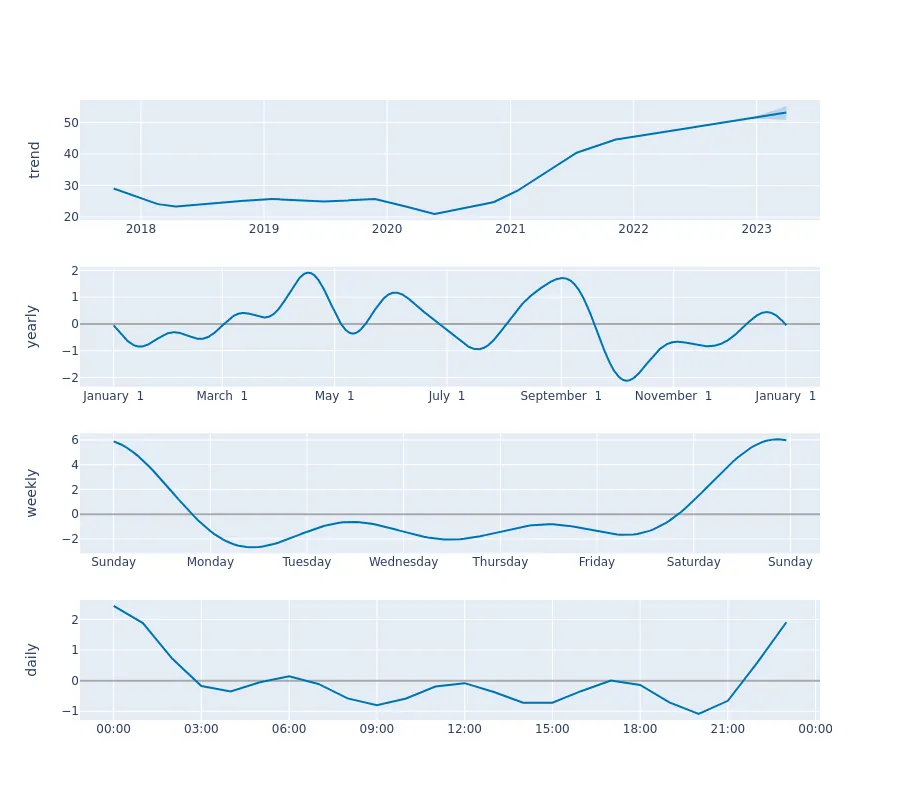 trend
50
40
30
20
2018 2019 2020 2021 2022 2023
yearly
2
1
0
−1
−2
January 1 March 1 May 1 July 1 September 1 November 1 January 1
weekly
6
4
2
0
−2
Sunday Monday Tuesday Wednesday Thursday Friday Saturday Sunday
daily
2
1
0
−1
00:00 03:00 06:00 09:00 12:00 15:00 18:00 21:00 00:00